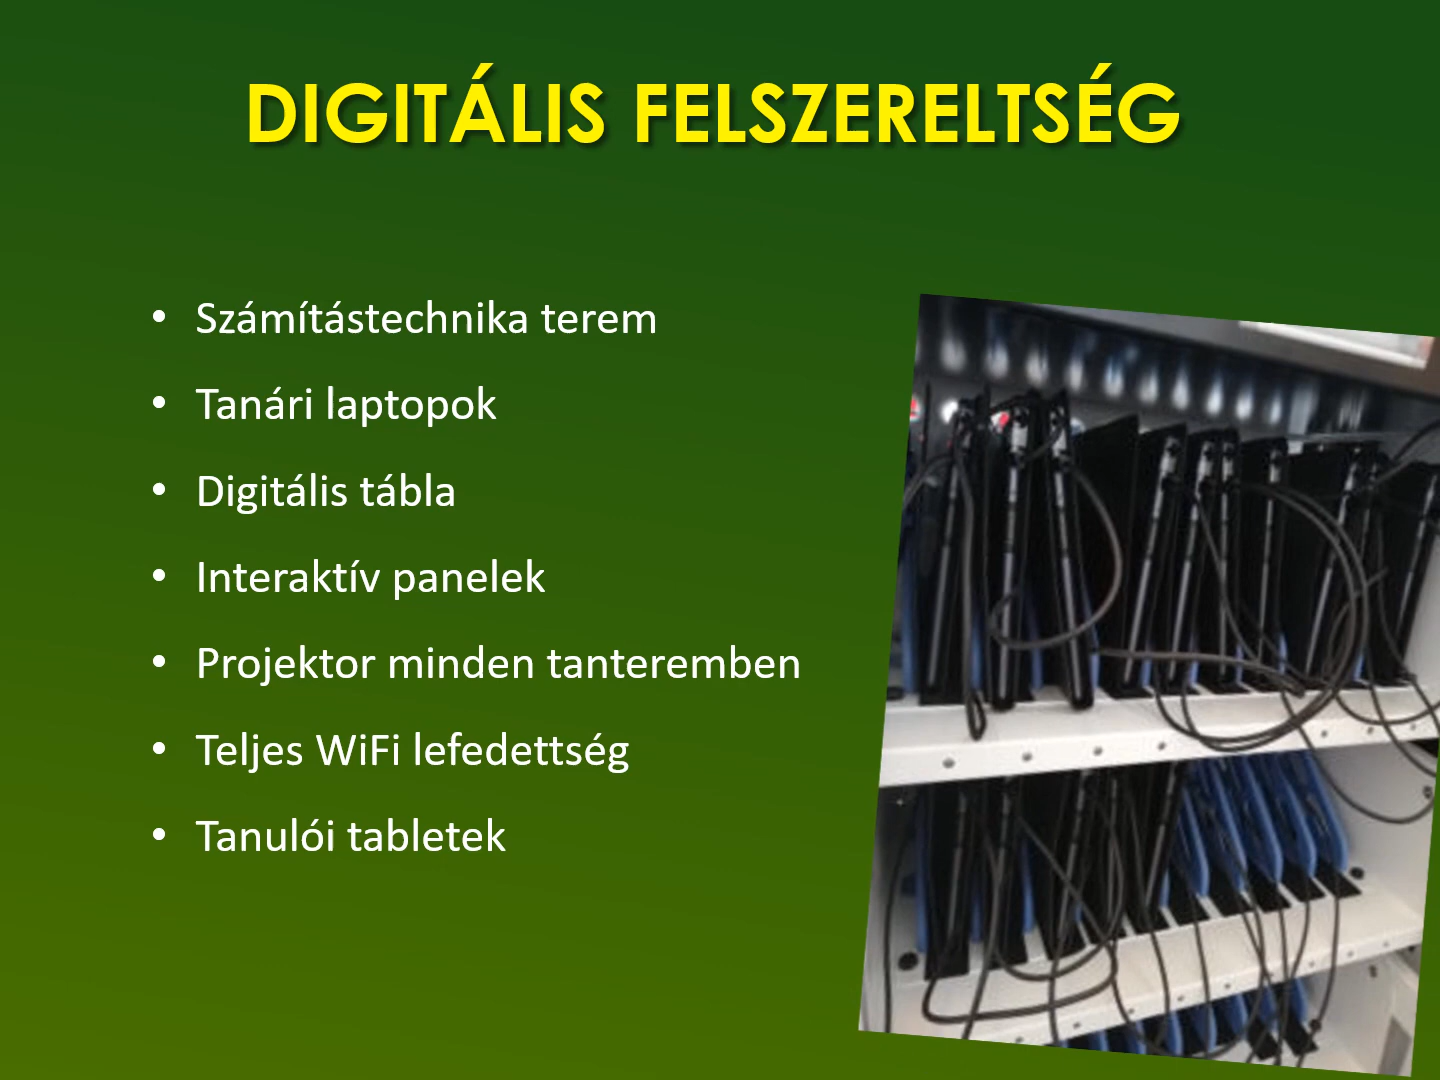 DIGITÁLIS FELSZERELTSÉG
• Számítástechnika terem
• Tanári laptopok
• Digitális tábla
• Interaktív panelek
• Projektor minden tanteremben
• Teljes WiFi lefedettség
• Tanulói tabletek